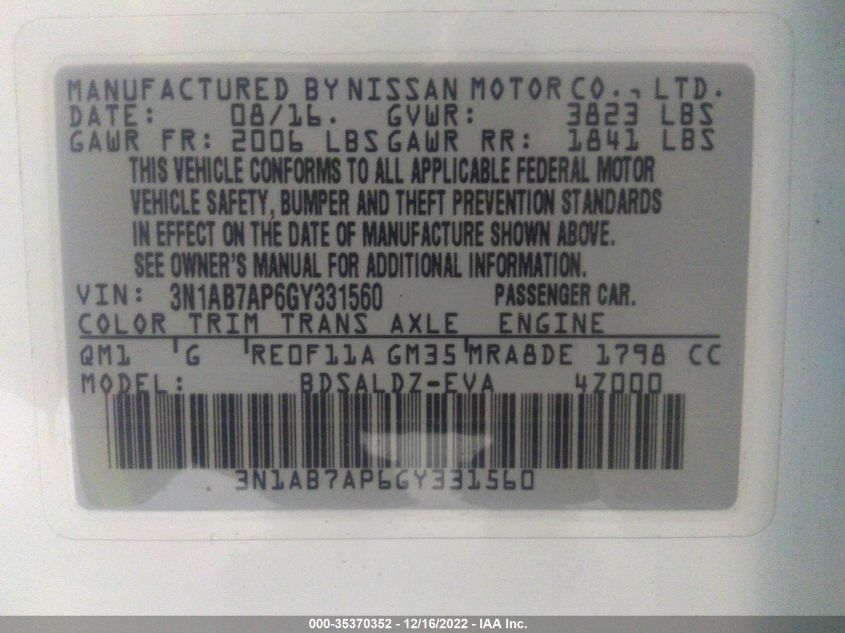 MANUFACTURED BY NISSAN MOTOR CO., LTD.
DATE: 08/16. GVWR: 3823 LBS
GAWR FR: 2006 LBS GAWR RR: 1841 LBS
THIS VEHICLE CONFORMS TO ALL APPLICABLE FEDERAL MOTOR
VEHICLE SAFETY, BUMPER AND THEFT PREVENTION STANDARDS
IN EFFECT ON THE DATE OF MANUFACTURE SHOWN ABOVE.
SEE OWNER'S MANUAL FOR ADDITIONAL INFORMATION.
VIN: 3N1AB7AP6GY331560 PASSENGER CAR.
COLOR TRIM TRANS AXLE ENGINE
QM1 'G 'RE0F11A GM35'MRA8DE 1798 CC
MODEL: BDSALDZ-EVA 4Z000
3N1AB7AP6GY331560
000-35370352 - 12/16/2022 - IAA Inc.